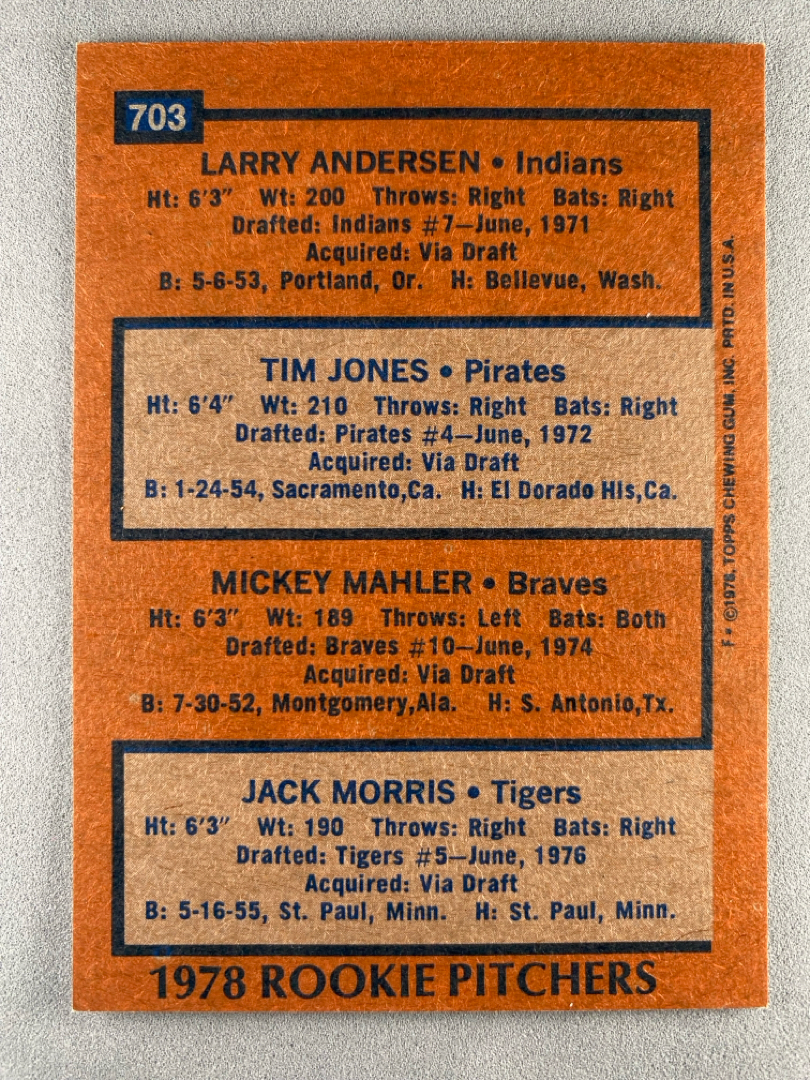 703
LARRY ANDERSEN • Indians
Ht: 6'3" Wt: 200 Throws: Right Bats: Right
Drafted: Indians #7—June, 1971
Acquired: Via Draft
B: 5-6-53, Portland, Or. H: Bellevue, Wash.
TIM JONES • Pirates
Ht: 6'4" Wt: 210 Throws: Right Bats: Right
Drafted: Pirates #4—June, 1972
Acquired: Via Draft
B: 1-24-54, Sacramento,Ca. H: El Dorado Hls,Ca.
MICKEY MAHLER • Braves
Ht: 6'3" Wt: 189 Throws: Left Bats: Both
Drafted: Braves #10—June, 1974
Acquired: Via Draft
B: 7-30-52, Montgomery,Ala. H: S. Antonio,Tx.
JACK MORRIS • Tigers
Ht: 6'3" Wt: 190 Throws: Right Bats: Right
Drafted: Tigers #5—June, 1976
Acquired: Via Draft
B: 5-16-55, St. Paul, Minn. H: St. Paul, Minn.
1978 ROOKIE PITCHERS
F* ©1978, TOPPS CHEWING GUM, INC. PRTD. IN U.S.A.